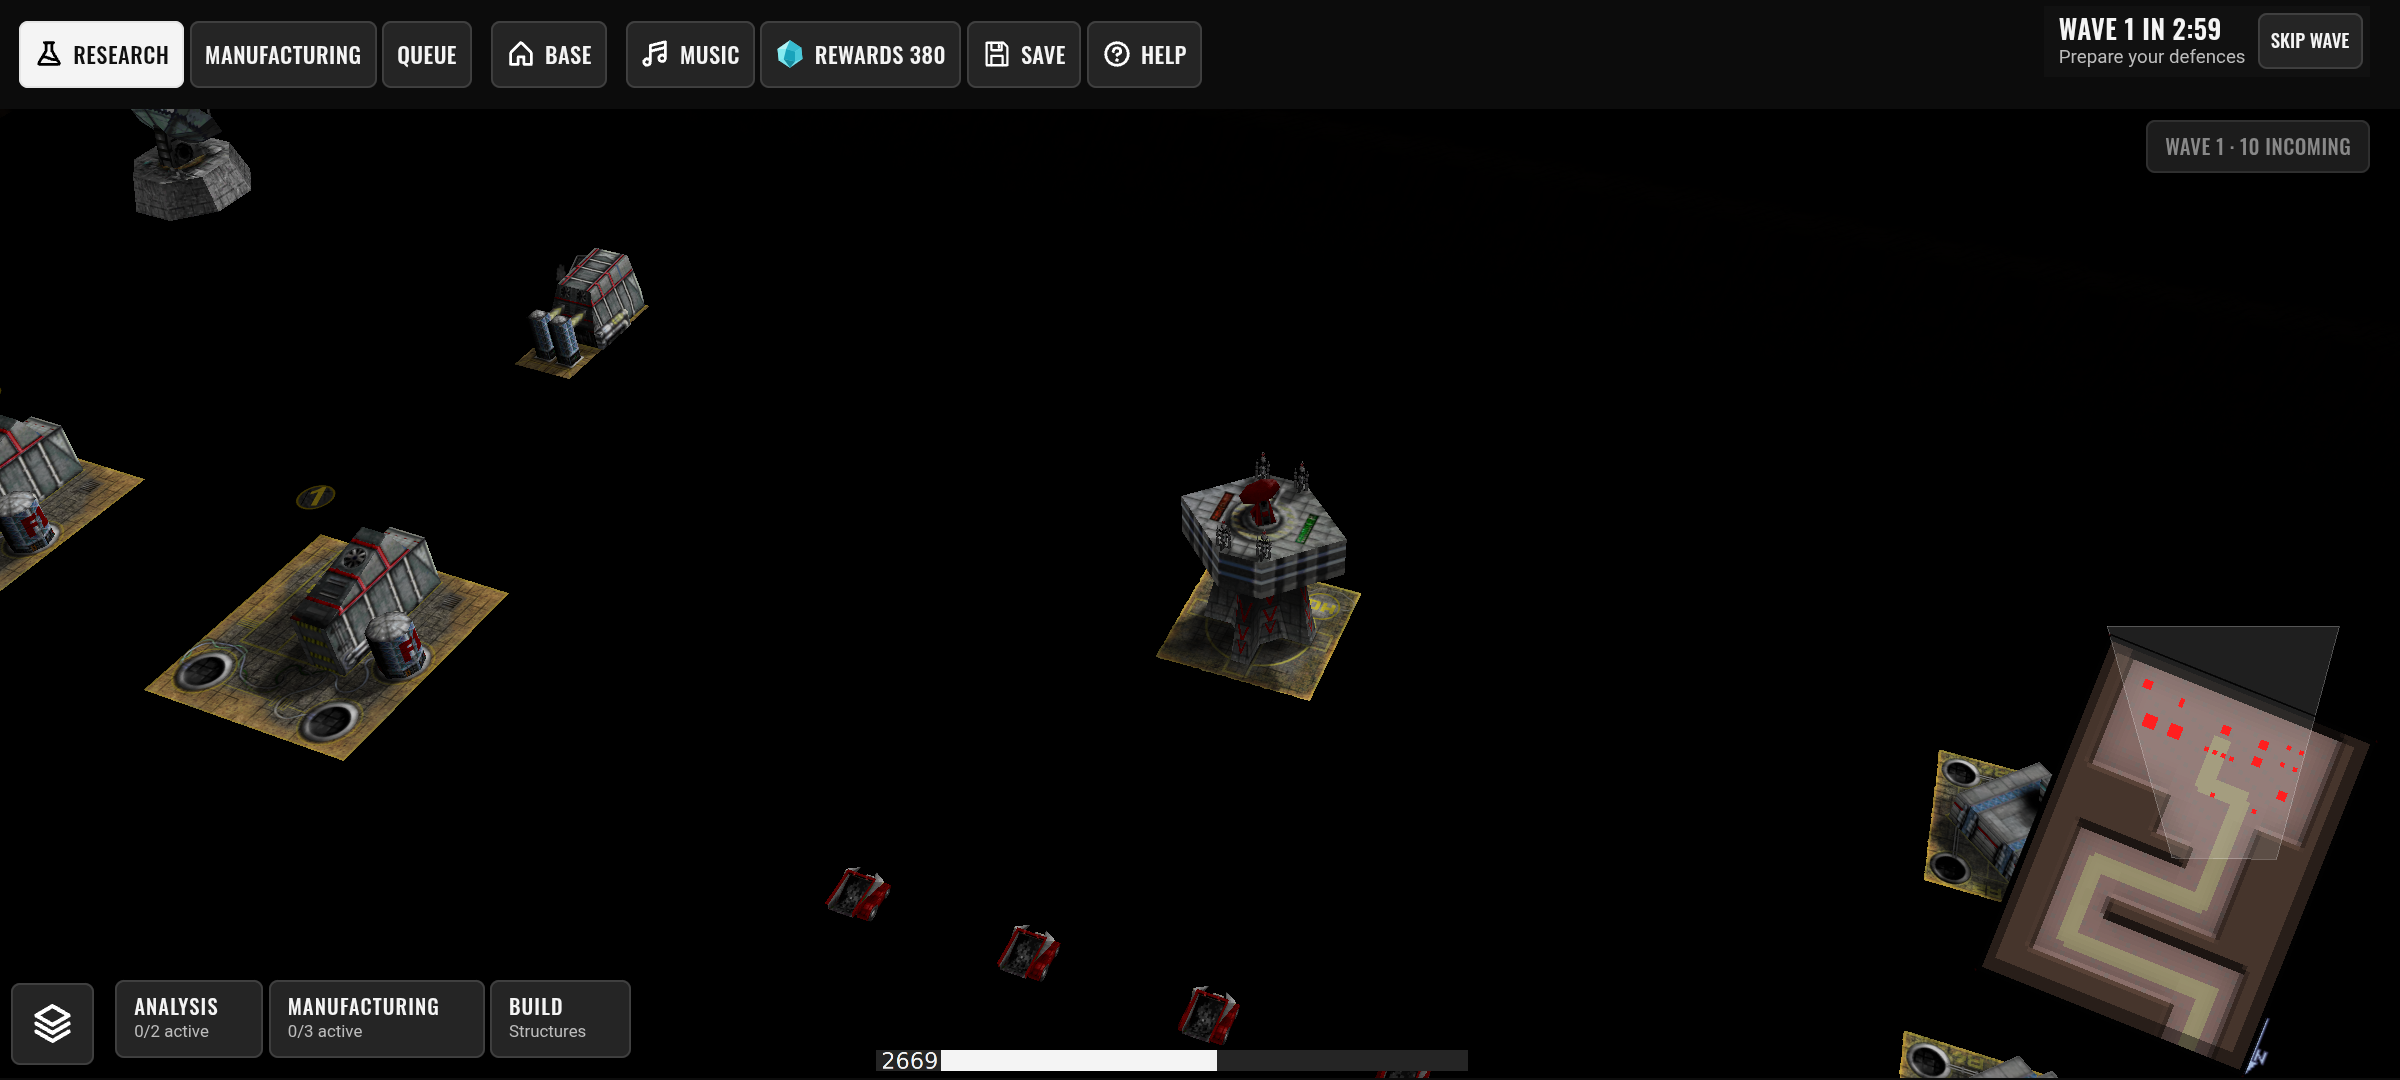 RESEARCH
MANUFACTURING
QUEUE
BASE
MUSIC
REWARDS 380
SAVE
HELP
WAVE 1 IN 2:59
Prepare your defences
SKIP WAVE
WAVE 1 · 10 INCOMING
1
ANALYSIS
0/2 active
MANUFACTURING
0/3 active
BUILD
Structures
2669
N